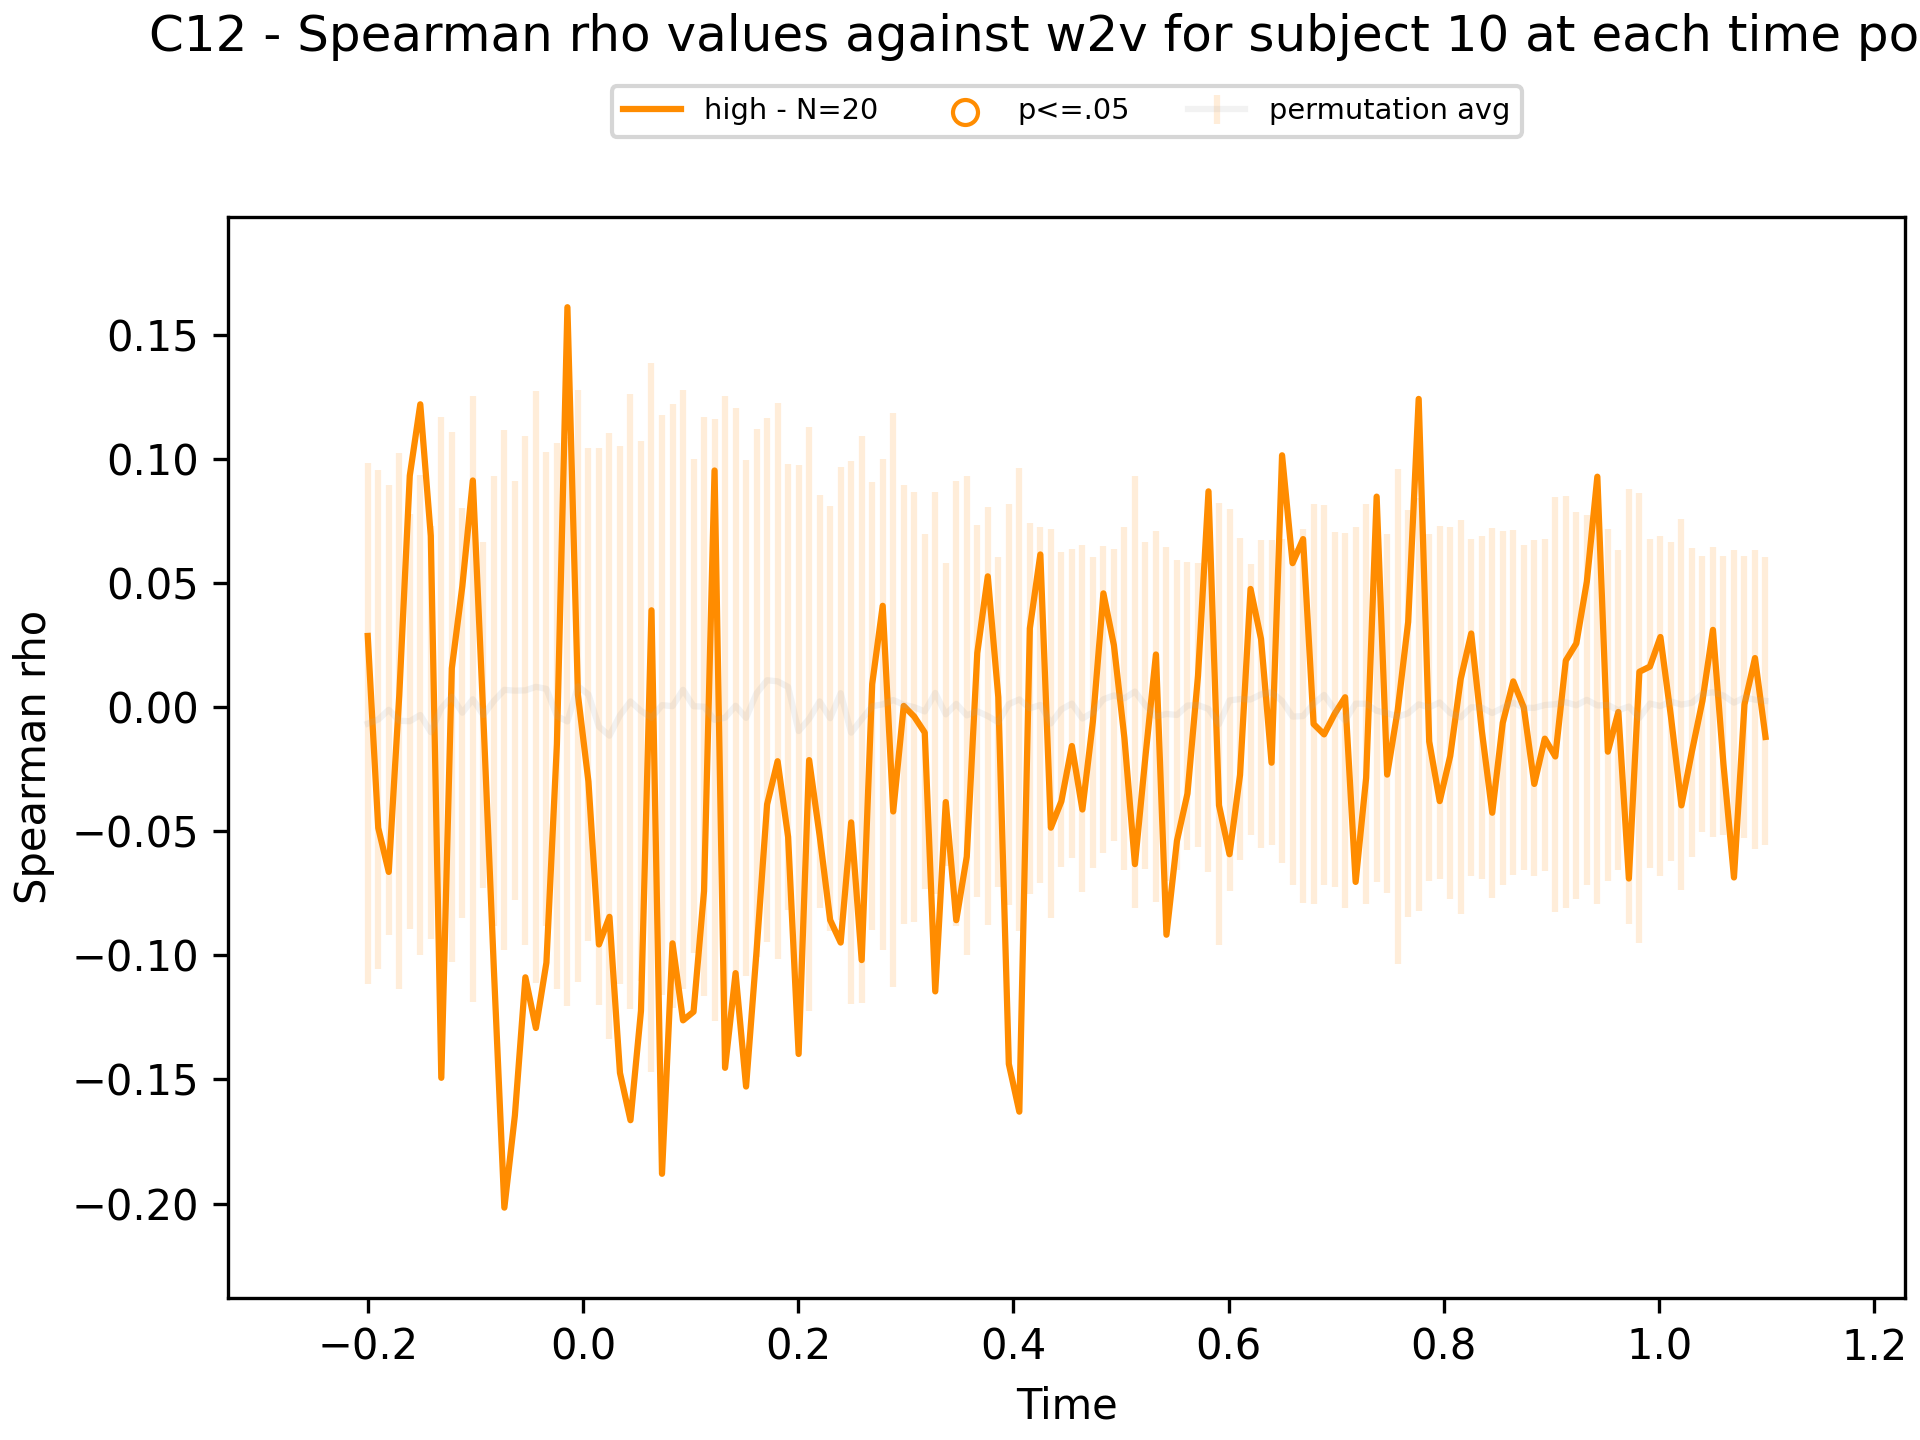 C12 - Spearman rho values against w2v for subject 10 at each time po
high - N=20 p<=.05 permutation avg
0.15
0.10
0.05
0.00
−0.05
−0.10
−0.15
−0.20
Spearman rho
−0.2 0.0 0.2 0.4 0.6 0.8 1.0 1.2
Time